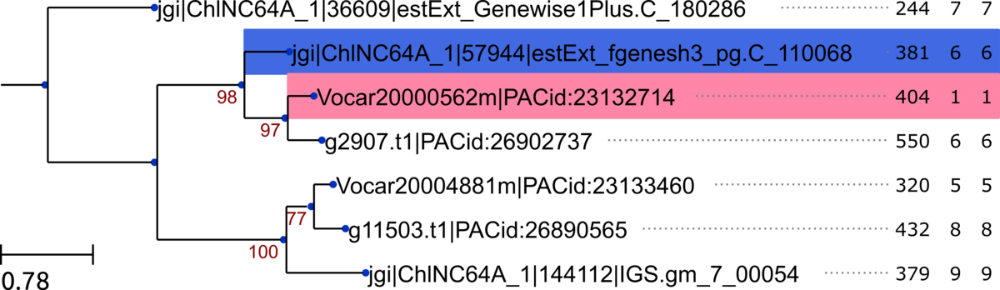 jgi|ChlNC64A_1|36609|estExt_Genewise1Plus.C_180286 244 7 7
jgi|ChlNC64A_1|57944|estExt_fgenesh3_pg.C_110068 381 6 6
98
Vocar20000562m|PACid:23132714 404 1 1
97
g2907.t1|PACid:26902737 550 6 6
Vocar20004881m|PACid:23133460 320 5 5
77
g11503.t1|PACid:26890565 432 8 8
100
jgi|ChlNC64A_1|144112|IGS.gm_7_00054 379 9 9
0.78